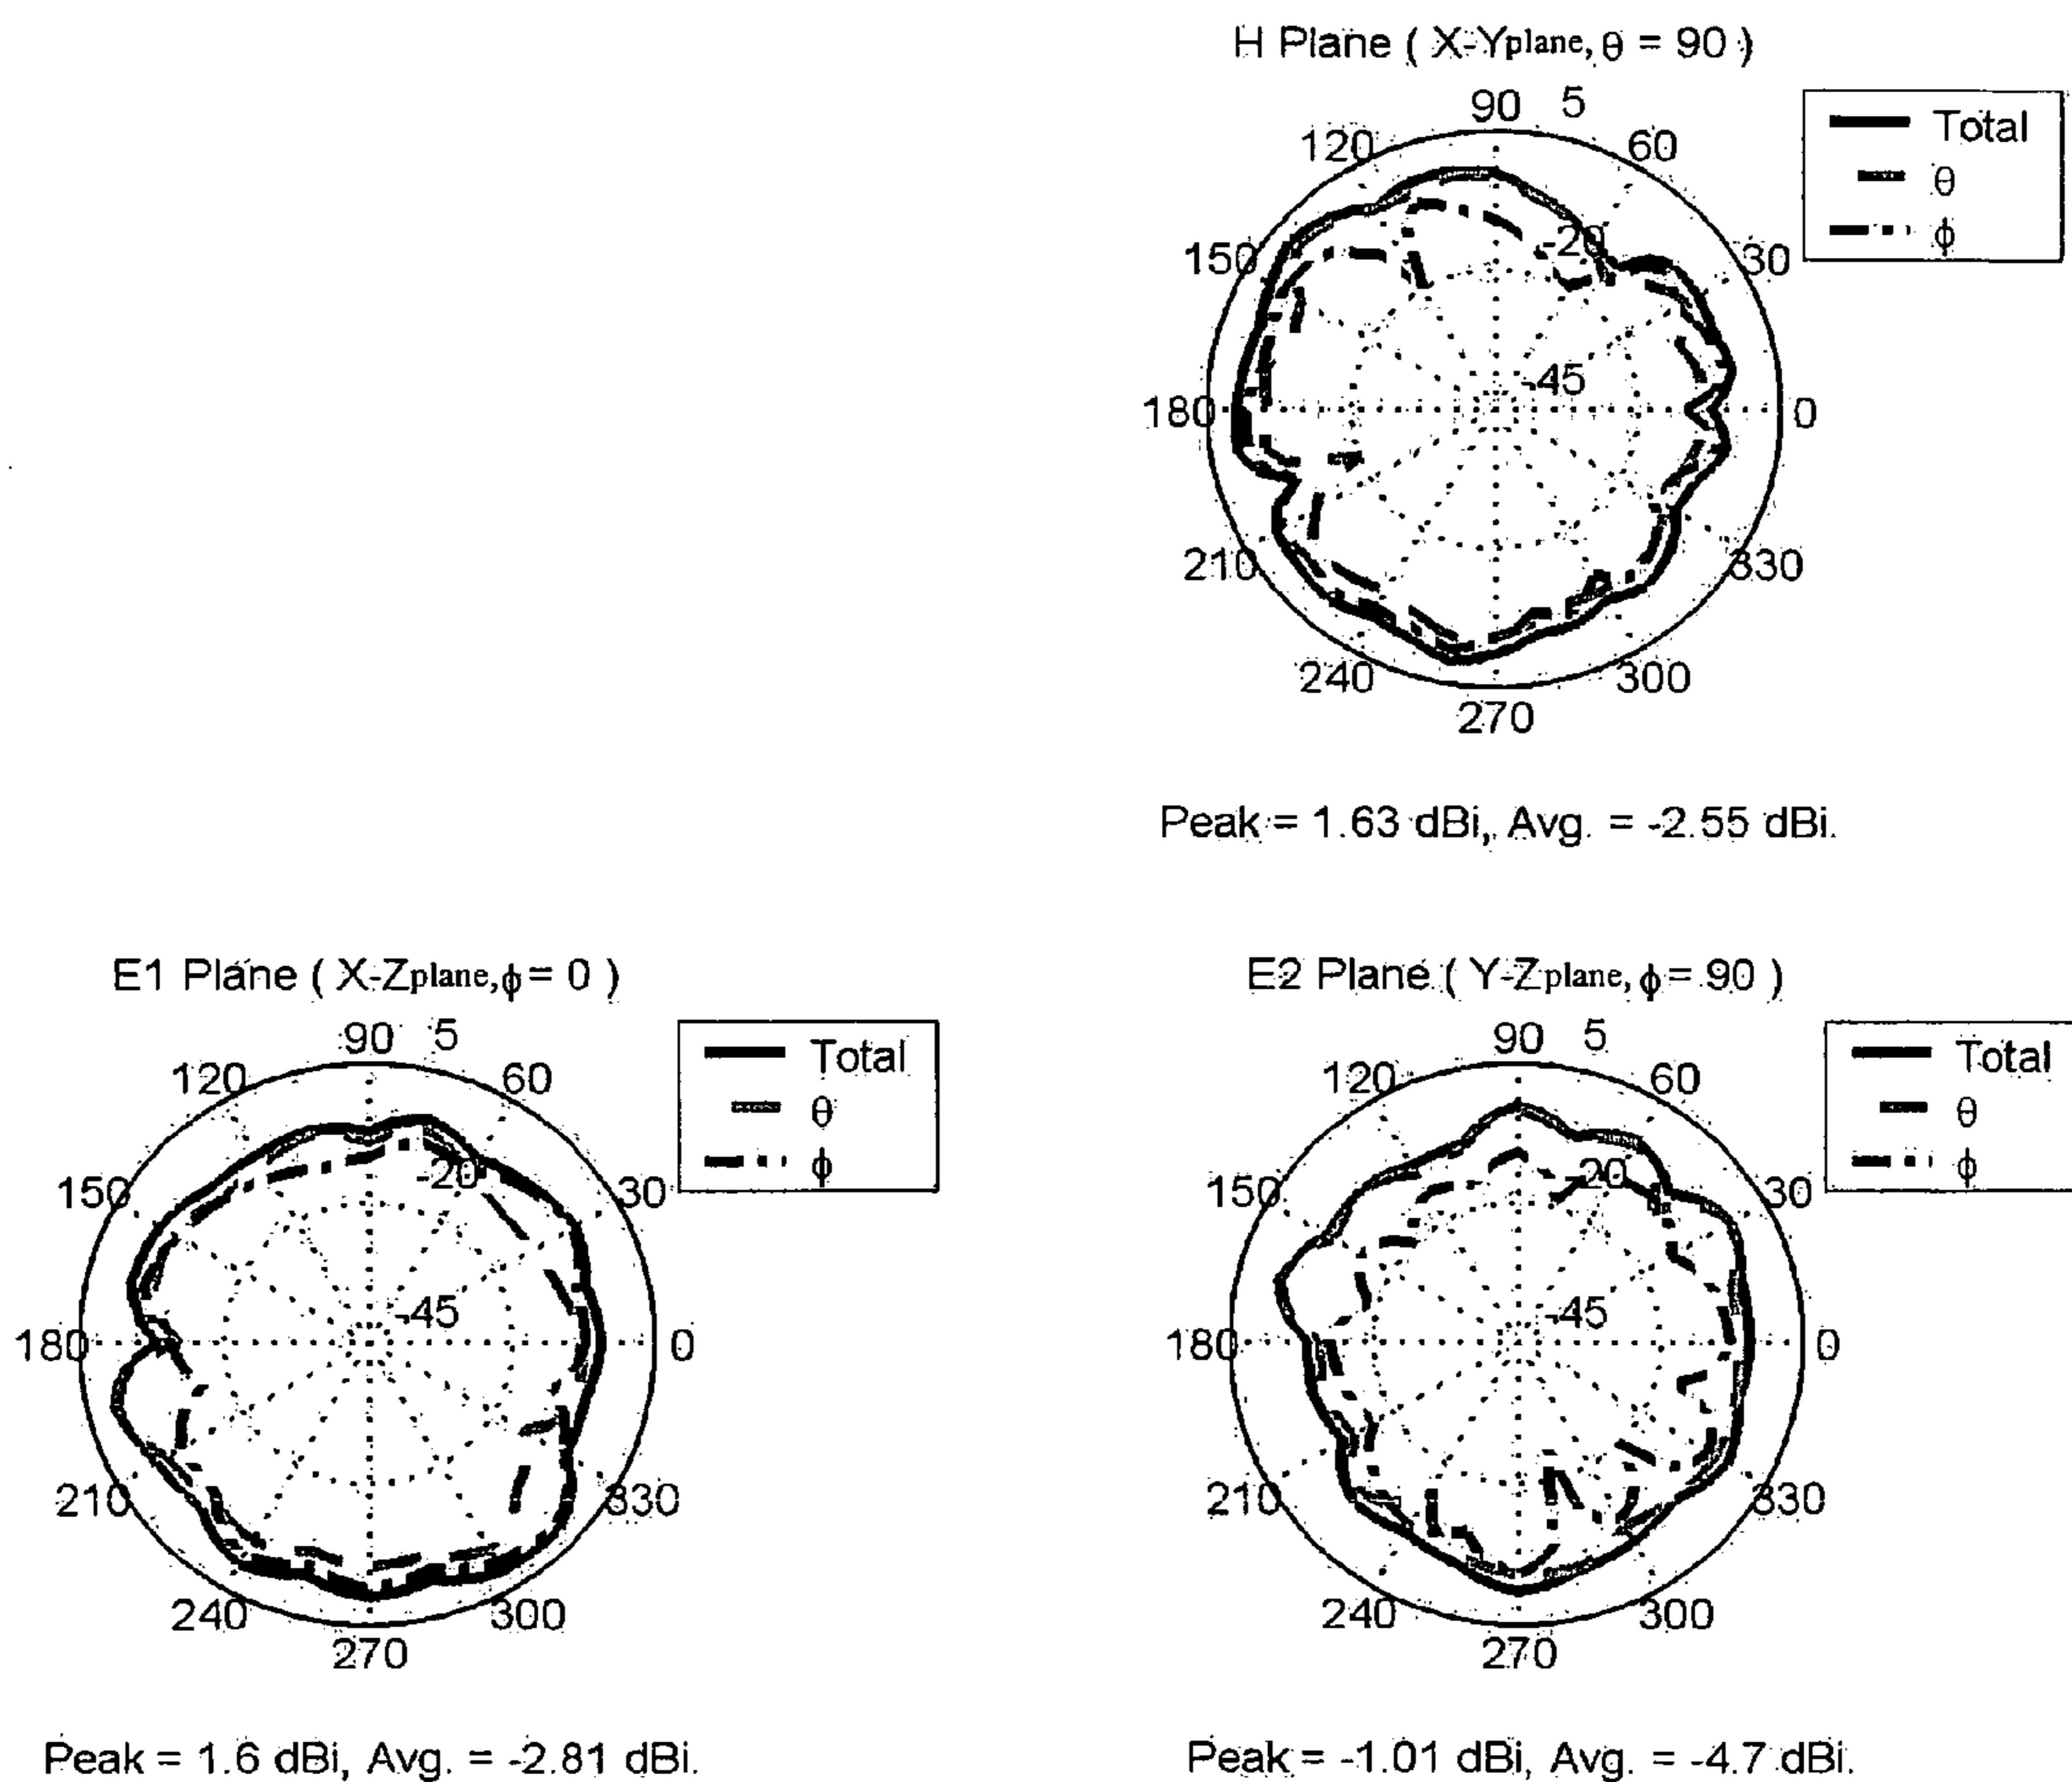 H Plane ( X-Yplane, θ = 90 )
90 5
120 60
Total
θ
ϕ
150 -20 30
-45
180 0
210 330
240 300
270
Peak = 1.63 dBi, Avg. = -2.55 dBi.
E1 Plane ( X-Zplane,ϕ = 0 )
90 5
120 60
Total
θ
ϕ
150 -20 30
-45
180 0
210 330
240 300
270
Peak = 1.6 dBi, Avg. = -2.81 dBi.
E2 Plane ( Y-Zplane, ϕ = 90 )
90 5
120 60
Total
θ
ϕ
150 -20 30
-45
180 0
210 330
240 300
270
Peak = -1.01 dBi, Avg. = -4.7 dBi.